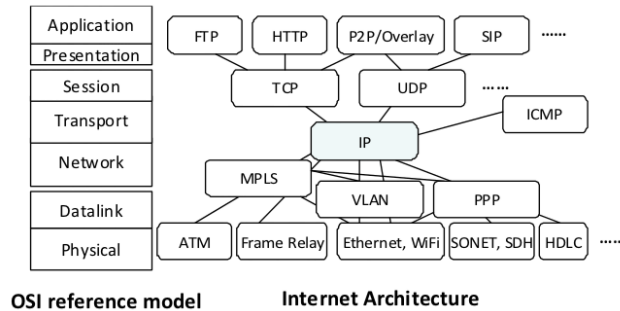 Application
Presentation
Session
Transport
Network
Datalink
Physical
FTP
HTTP
P2P/Overlay
SIP
......
TCP
UDP
... ...
ICMP
IP
MPLS
VLAN
PPP
ATM
Frame Relay
Ethernet, WiFi
SONET, SDH
HDLC
.....
OSI reference model
Internet Architecture